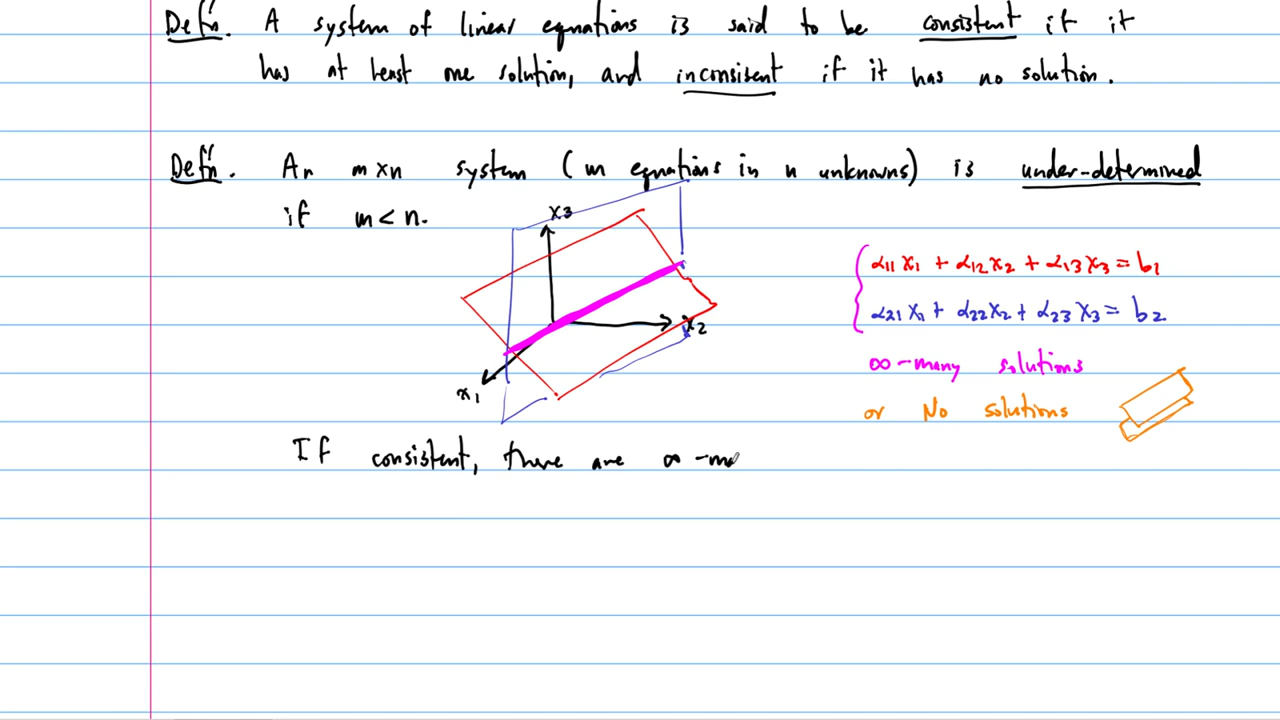 Defn. A system of linear equations is said to be consistent if it
has at least one solution, and inconsistent if it has no solution.
Defn. An m×n system (m equations in n unknowns) is under-determined
if m<n.
x3
x2
x1
α11 x1 + α12 x2 + α13 x3 = b1
α21 x1 + α22 x2 + α23 x3 = b2
∞-many solutions
or No solutions
If consistent, there are ∞-ma